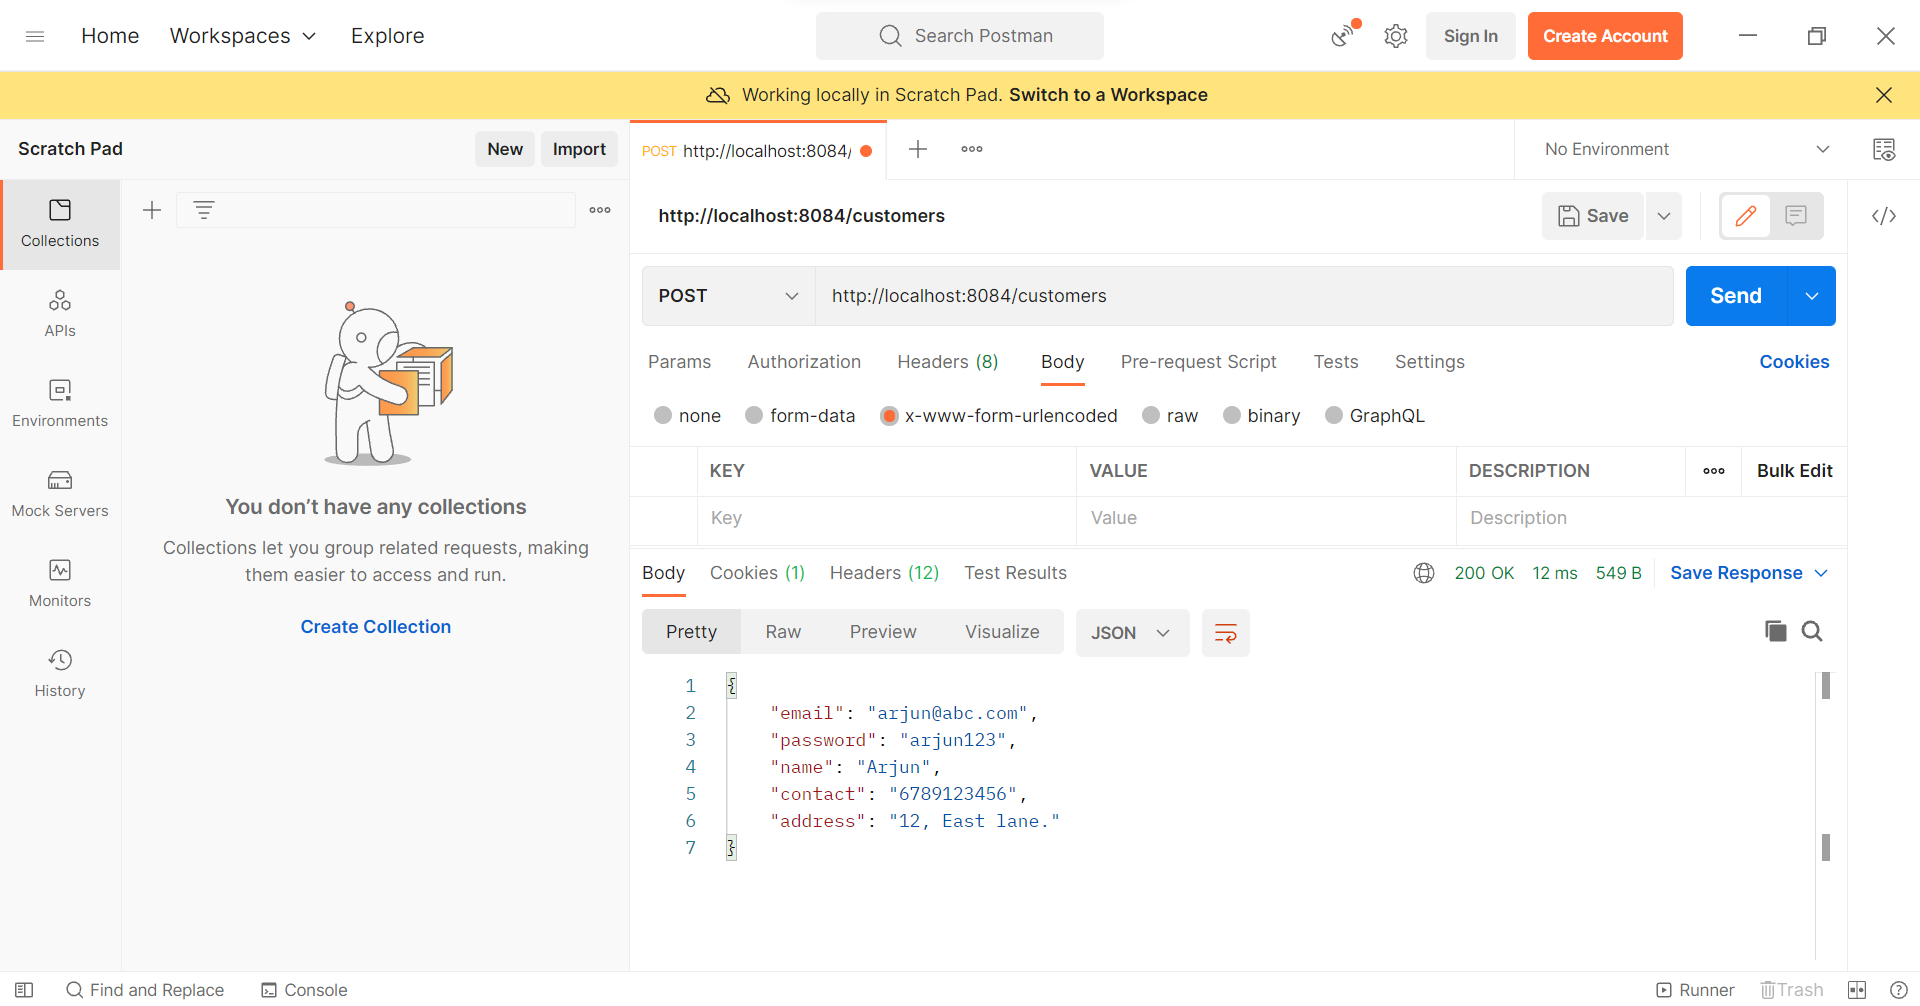 Home Workspaces Explore Search Postman Sign In Create Account
Working locally in Scratch Pad. Switch to a Workspace
Scratch Pad New Import
POST http://localhost:8084/
No Environment
Collections
APIs
Environments
Mock Servers
Monitors
History
You don’t have any collections
Collections let you group related requests, making
them easier to access and run.
Create Collection
http://localhost:8084/customers
Save
POST http://localhost:8084/customers Send
Params Authorization Headers (8) Body Pre-request Script Tests Settings Cookies
none form-data x-www-form-urlencoded raw binary GraphQL
KEY VALUE DESCRIPTION Bulk Edit
Key Value Description
Body Cookies (1) Headers (12) Test Results 200 OK 12 ms 549 B Save Response
Pretty Raw Preview Visualize JSON
1 {
2 "email": "arjun@abc.com",
3 "password": "arjun123",
4 "name": "Arjun",
5 "contact": "6789123456",
6 "address": "12, East lane."
7 }
Find and Replace Console Runner Trash